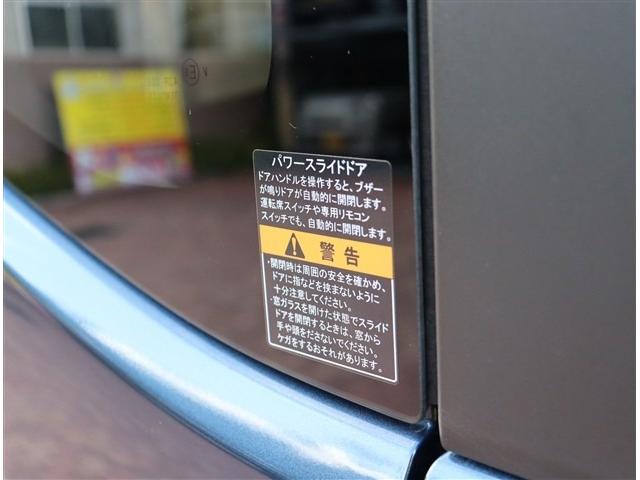 パワースライドドア
ドアハンドルを操作すると、ブザー
が鳴りドアが自動的に開閉します。
運転席スイッチや専用リモコン
スイッチでも、自動的に開閉します。
警告
・開閉時は周囲の安全を確かめ、
ドアに指などを挟まないように
十分注意してください。
・窓ガラスを開けた状態でスライド
ドアを開閉するときは、窓から
手や頭をださないでください。
ケガをするおそれがあります。